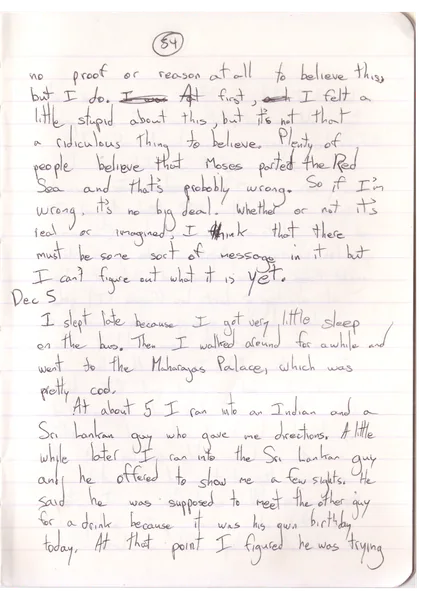 54
no proof or reason at all to believe this,
but I do. At first, I felt a
little stupid about this, but it's not that
a ridiculous thing to believe. Plenty of
people believe that Moses parted the Red
Sea and that's probably wrong. So if I'm
wrong, it's no big deal. Whether or not it's
real or imagined, I think that there
must be some sort of message in it but
I can't figure out what it is yet.
Dec 5
I slept late because I got very little sleep
on the bus. Then I walked around for awhile and
went to the Maharajas Palace, which was
pretty cool.
At about 5 I ran into an Indian and a
Sri Lankan guy who gave me directions. A little
while later I ran into the Sri Lankan guy
and he offered to show me a few sights. He
said he was supposed to meet the other guy
for a drink because it was his own birthday
today. At that point I figured he was trying